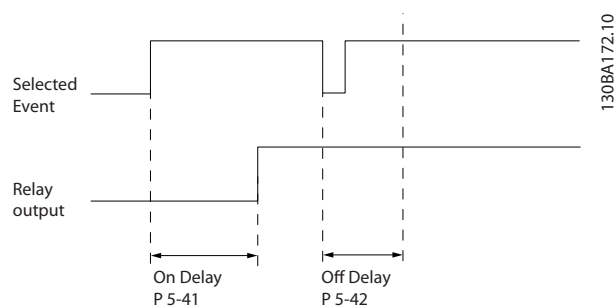 130BA172.10
Selected
Event
Relay
output
On Delay
P 5-41
Off Delay
P 5-42